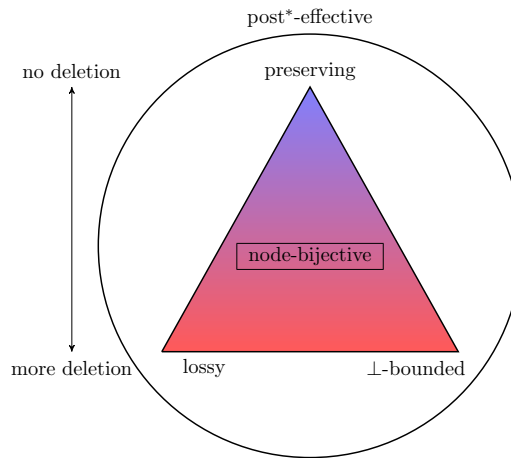 post*-effective
no deletion
preserving
node-bijective
more deletion
lossy
⊥-bounded